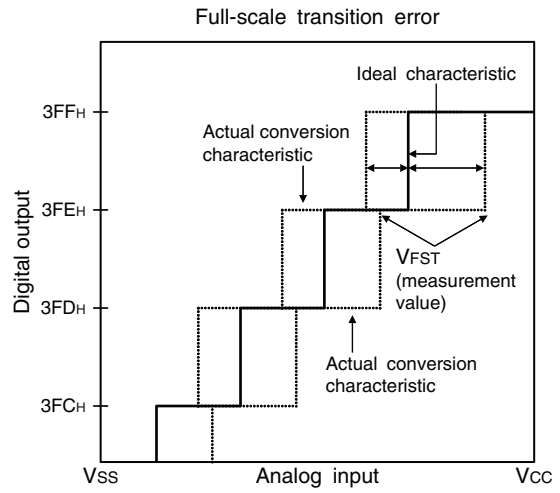 Full-scale transition error
Ideal characteristic
3FFH
Actual conversion
characteristic
3FEH
Digital output
VFST
(measurement
value)
3FDH
Actual conversion
characteristic
3FCH
VSS
Analog input
VCC